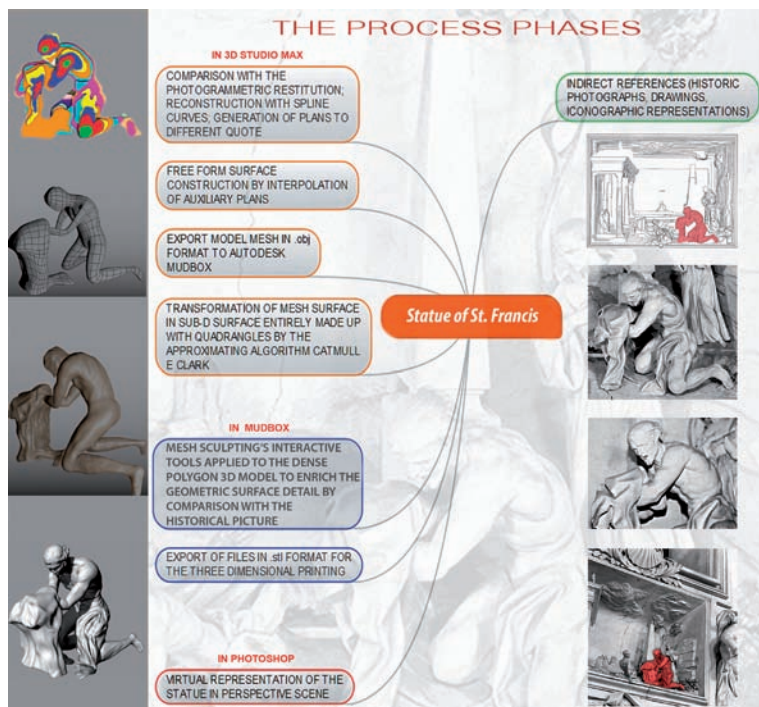 THE PROCESS PHASES
IN 3D STUDIO MAX
COMPARISON WITH THE
PHOTOGRAMMETRIC RESTITUTION;
RECONSTRUCTION WITH SPLINE
CURVES; GENERATION OF PLANS TO
DIFFERENT QUOTE
FREE FORM SURFACE
CONSTRUCTION BY INTERPOLATION
OF AUXILIARY PLANS
EXPORT MODEL MESH IN .obj
FORMAT TO AUTODESK
MUDBOX
TRANSFORMATION OF MESH SURFACE
IN SUB-D SURFACE ENTIRELY MADE UP
WITH QUADRANGLES BY THE
APPROXIMATING ALGORITHM CATMULL
E CLARK
IN MUDBOX
MESH SCULPTING'S INTERACTIVE
TOOLS APPLIED TO THE DENSE
POLYGON 3D MODEL TO ENRICH THE
GEOMETRIC SURFACE DETAIL BY
COMPARISON WITH THE
HISTORICAL PICTURE
EXPORT OF FILES IN .stl FORMAT FOR
THE THREE DIMENSIONAL PRINTING
IN PHOTOSHOP
VIRTUAL REPRESENTATION OF THE
STATUE IN PERSPECTIVE SCENE
Statue of St. Francis
INDIRECT REFERENCES (HISTORIC
PHOTOGRAPHS, DRAWINGS,
ICONOGRAPHIC REPRESENTATIONS)